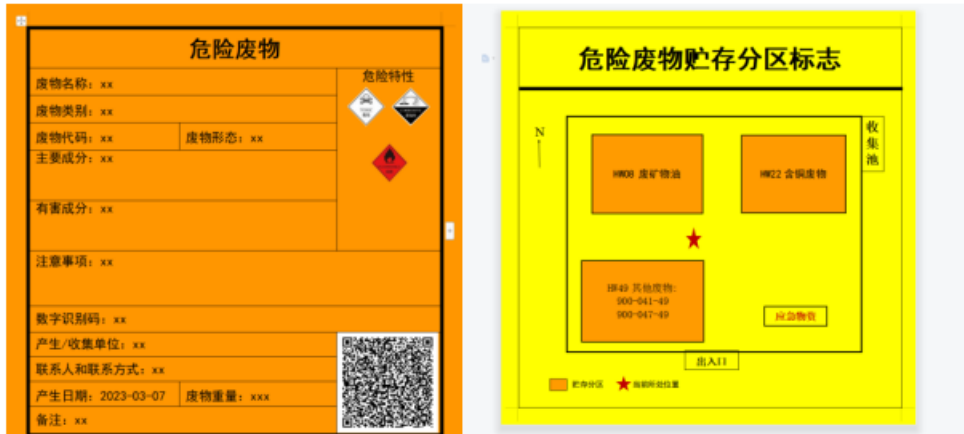 危险废物
废物名称：xx
危险特性
废物类别：xx
废物代码：xx
废物形态：xx
主要成分：xx
有害成分：xx
注意事项：xx
数字识别码：xx
产生/收集单位：xx
联系人和联系方式：xx
产生日期：2023-03-07
废物重量：xxx
备注：xx
危险废物贮存分区标志
N
收集池
HW08 废矿物油
HW22 含铜废物
HW49 其他废物：
900-041-49
900-047-49
应急物资
出入口
贮存分区
当前所处位置